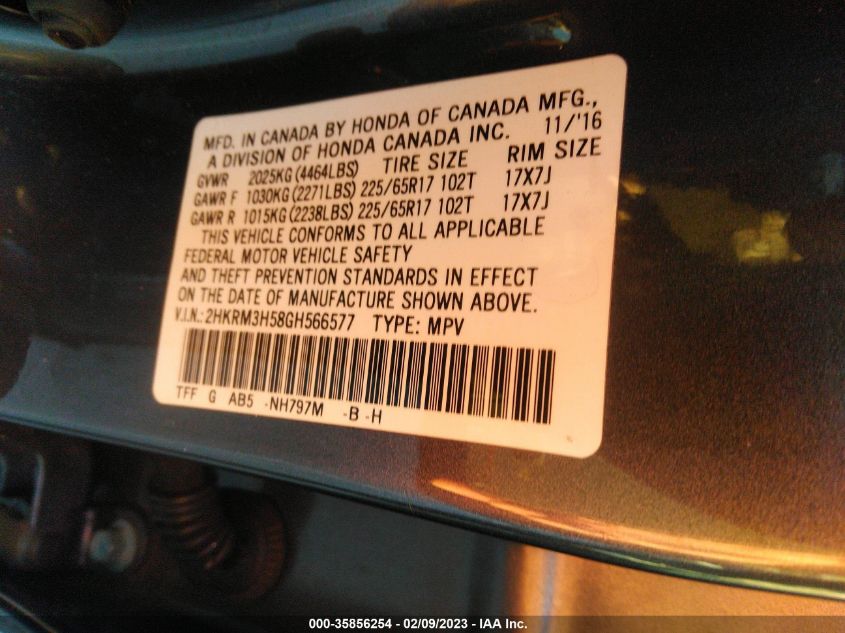 MFD. IN CANADA BY HONDA OF CANADA MFG.,
A DIVISION OF HONDA CANADA INC. 11/'16
GVWR 2025KG (4464LBS) TIRE SIZE RIM SIZE
GAWR F 1030KG (2271LBS) 225/65R17 102T 17X7J
GAWR R 1015KG (2238LBS) 225/65R17 102T 17X7J
THIS VEHICLE CONFORMS TO ALL APPLICABLE
FEDERAL MOTOR VEHICLE SAFETY
AND THEFT PREVENTION STANDARDS IN EFFECT
ON THE DATE OF MANUFACTURE SHOWN ABOVE.
V.I.N.: 2HKRM3H58GH566577 TYPE: MPV
TFF G AB5 -NH797M -B -H
000-35856254 - 02/09/2023 - IAA Inc.